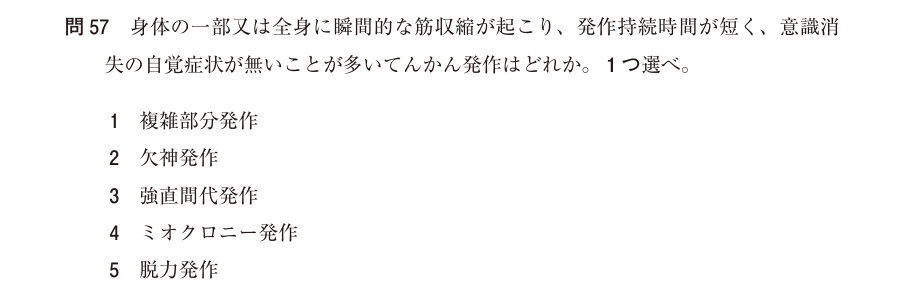 問 57 身体の一部又は全身に瞬間的な筋収縮が起こり、発作持続時間が短く、意識消
失の自覚症状が無いことが多いてんかん発作はどれか。1つ選べ。
1 複雑部分発作
2 欠神発作
3 強直間代発作
4 ミオクロニー発作
5 脱力発作